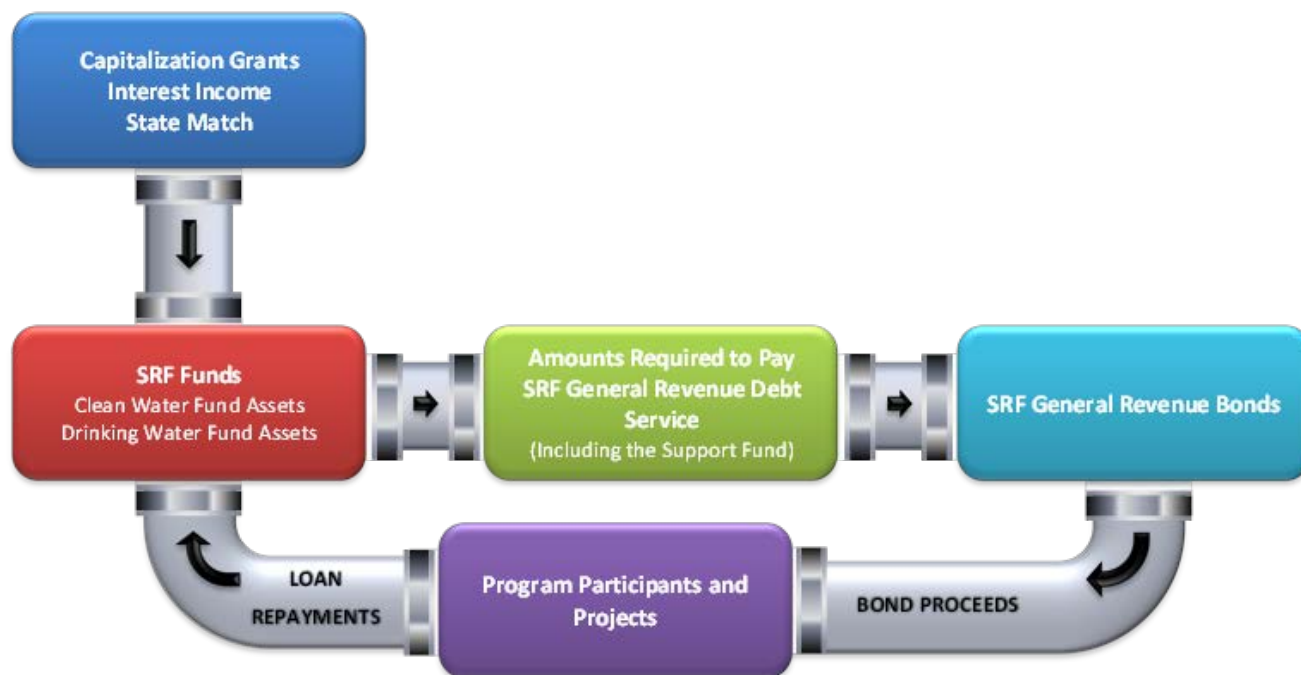 Capitalization Grants
Interest Income
State Match
SRF Funds
Clean Water Fund Assets
Drinking Water Fund Assets
Amounts Required to Pay
SRF General Revenue Debt
Service
(Including the Support Fund)
SRF General Revenue Bonds
LOAN
REPAYMENTS
Program Participants and
Projects
BOND PROCEEDS